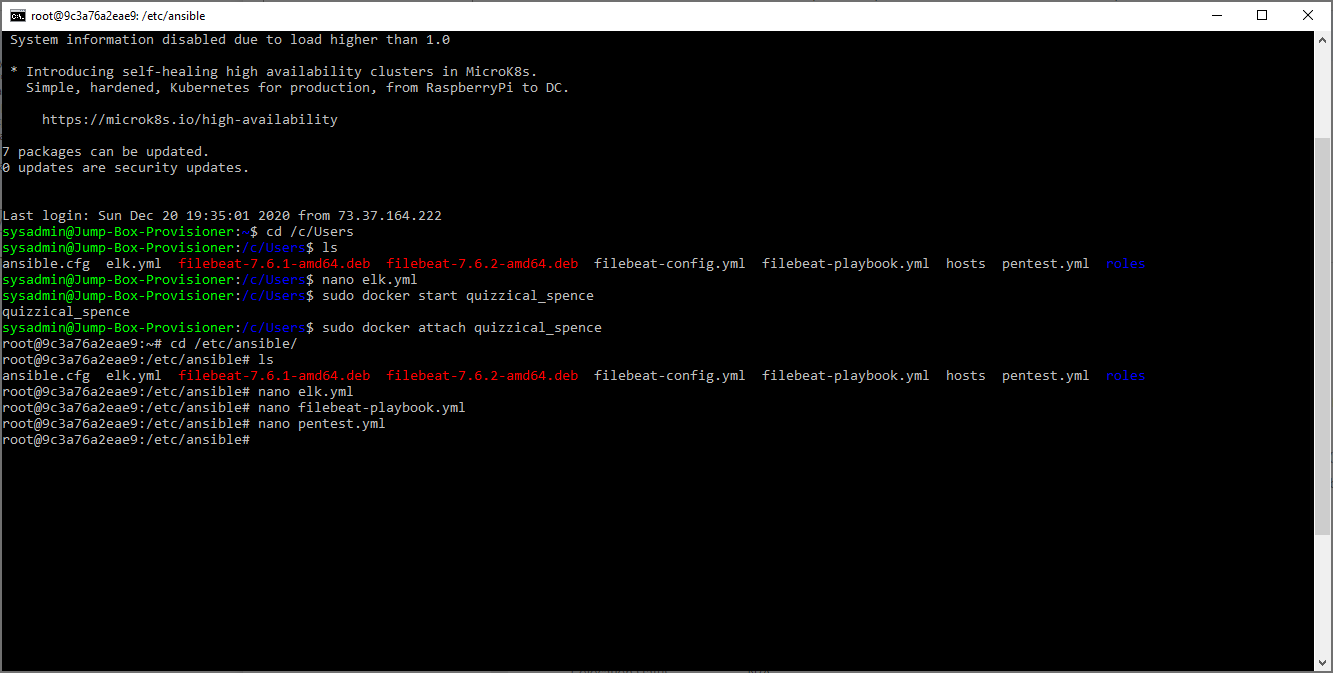 root@9c3a76a2eae9: /etc/ansible
System information disabled due to load higher than 1.0
* Introducing self-healing high availability clusters in MicroK8s.
Simple, hardened, Kubernetes for production, from RaspberryPi to DC.
https://microk8s.io/high-availability
7 packages can be updated.
0 updates are security updates.
Last login: Sun Dec 20 19:35:01 2020 from 73.37.164.222
sysadmin@Jump-Box-Provisioner:~$ cd /c/Users
sysadmin@Jump-Box-Provisioner:/c/Users$ ls
ansible.cfg elk.yml filebeat-7.6.1-amd64.deb filebeat-7.6.2-amd64.deb filebeat-config.yml filebeat-playbook.yml hosts pentest.yml roles
sysadmin@Jump-Box-Provisioner:/c/Users$ nano elk.yml
sysadmin@Jump-Box-Provisioner:/c/Users$ sudo docker start quizzical_spence
quizzical_spence
sysadmin@Jump-Box-Provisioner:/c/Users$ sudo docker attach quizzical_spence
root@9c3a76a2eae9:~# cd /etc/ansible/
root@9c3a76a2eae9:/etc/ansible# ls
ansible.cfg elk.yml filebeat-7.6.1-amd64.deb filebeat-7.6.2-amd64.deb filebeat-config.yml filebeat-playbook.yml hosts pentest.yml roles
root@9c3a76a2eae9:/etc/ansible# nano elk.yml
root@9c3a76a2eae9:/etc/ansible# nano filebeat-playbook.yml
root@9c3a76a2eae9:/etc/ansible# nano pentest.yml
root@9c3a76a2eae9:/etc/ansible#